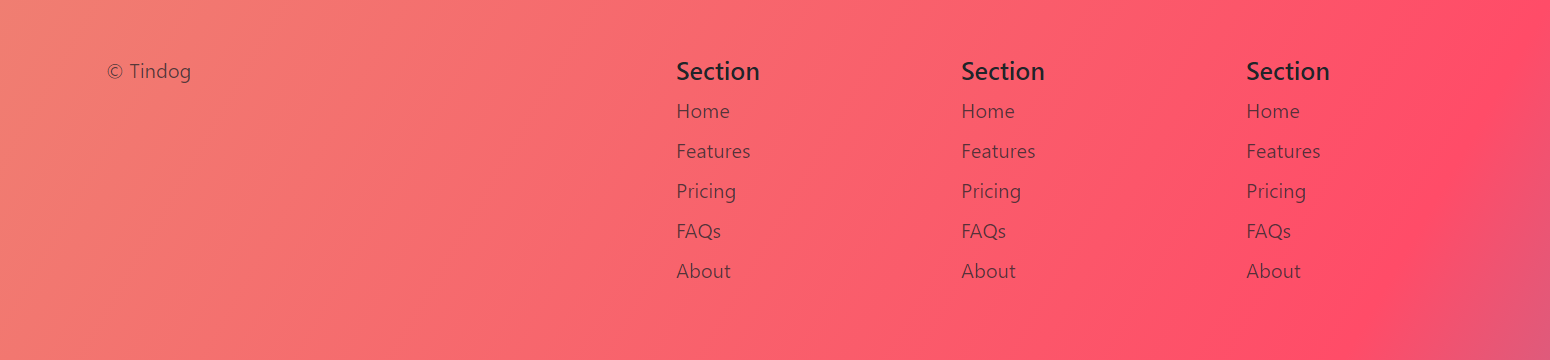 © Tindog
Section
Home
Features
Pricing
FAQs
About
Section
Home
Features
Pricing
FAQs
About
Section
Home
Features
Pricing
FAQs
About